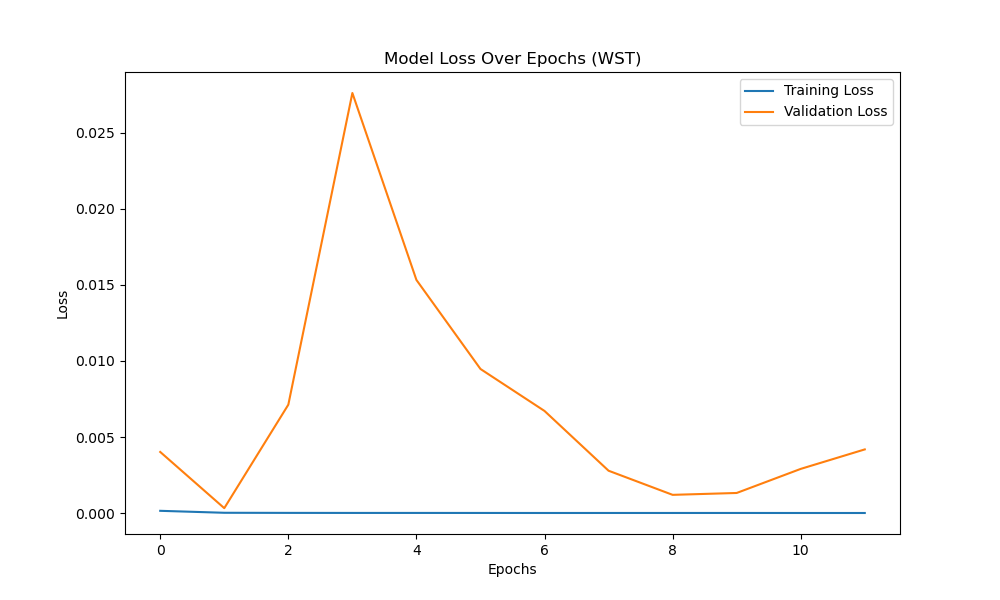 Model Loss Over Epochs (WST)
Training Loss
Validation Loss
0.025
0.020
0.015
0.010
0.005
0.000
Loss
0 2 4 6 8 10
Epochs